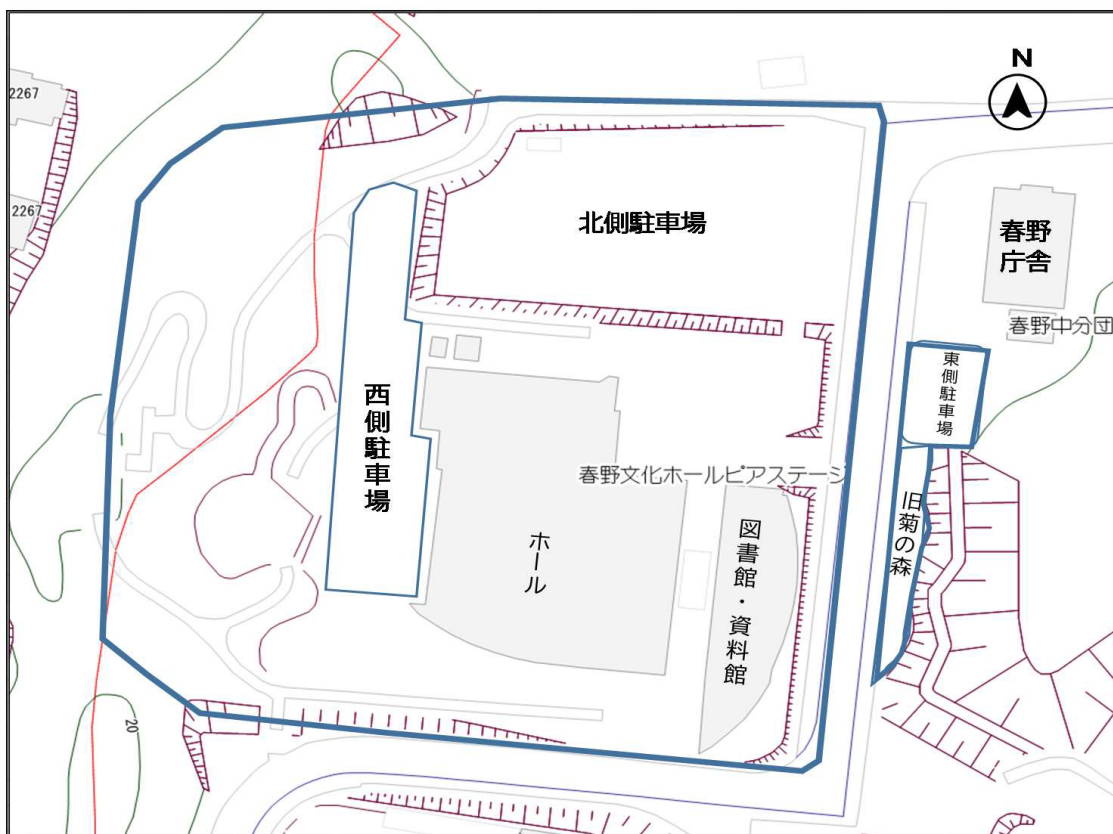 N
2267
2267
北側駐車場
春野
庁舎
春野中分団
東側駐車場
西側駐車場
春野文化ホールピアステージ
旧菊の森
ホール
図書館・資料館
20